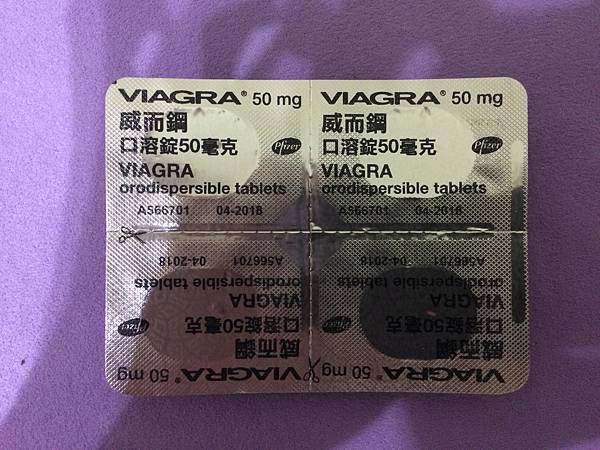 VIAGRA® 50 mg
威而鋼
口溶錠50毫克
Pfizer
VIAGRA
orodispersible tablets
A566701 04-2018
VIAGRA® 50 mg
威而鋼
口溶錠50毫克
Pfizer
VIAGRA
orodispersible tablets
A566701 04-2018
VIAGRA® 50 mg
威而鋼
口溶錠50毫克
Pfizer
VIAGRA
orodispersible tablets
A566701 04-2018
VIAGRA® 50 mg
威而鋼
口溶錠50毫克
Pfizer
VIAGRA
orodispersible tablets
A566701 04-2018